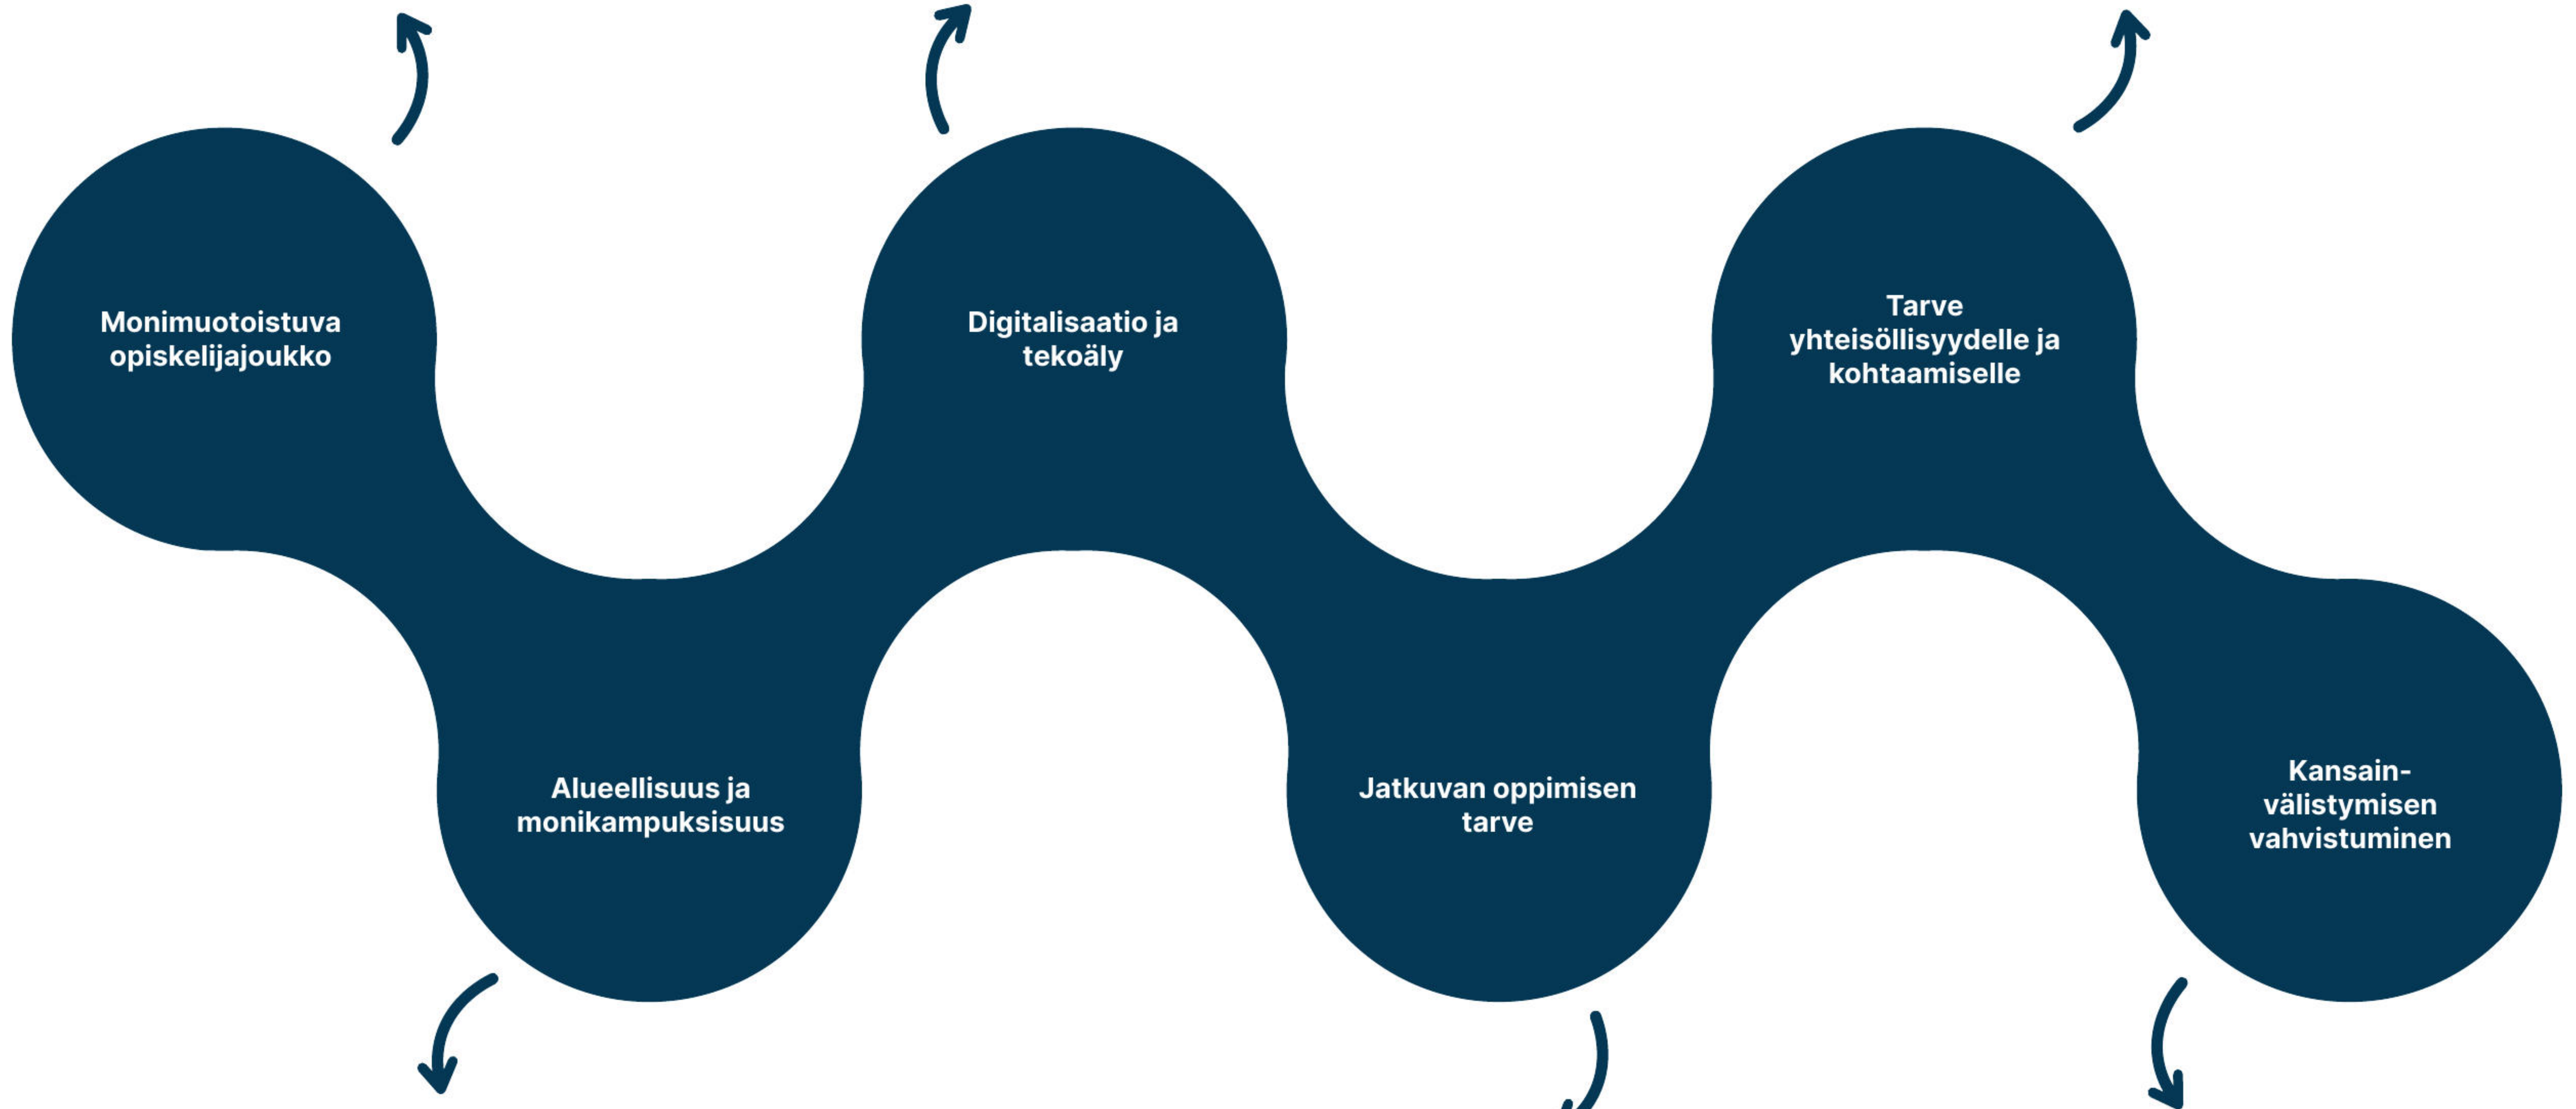 Monimuotoistuva
opiskelijajoukko
Alueellisuus ja
monikampuksisuus
Digitalisaatio ja
tekoäly
Jatkuvan oppimisen
tarve
Tarve
yhteisöllisyydelle ja
kohtaamiselle
Kansain-
välistymisen
vahvistuminen